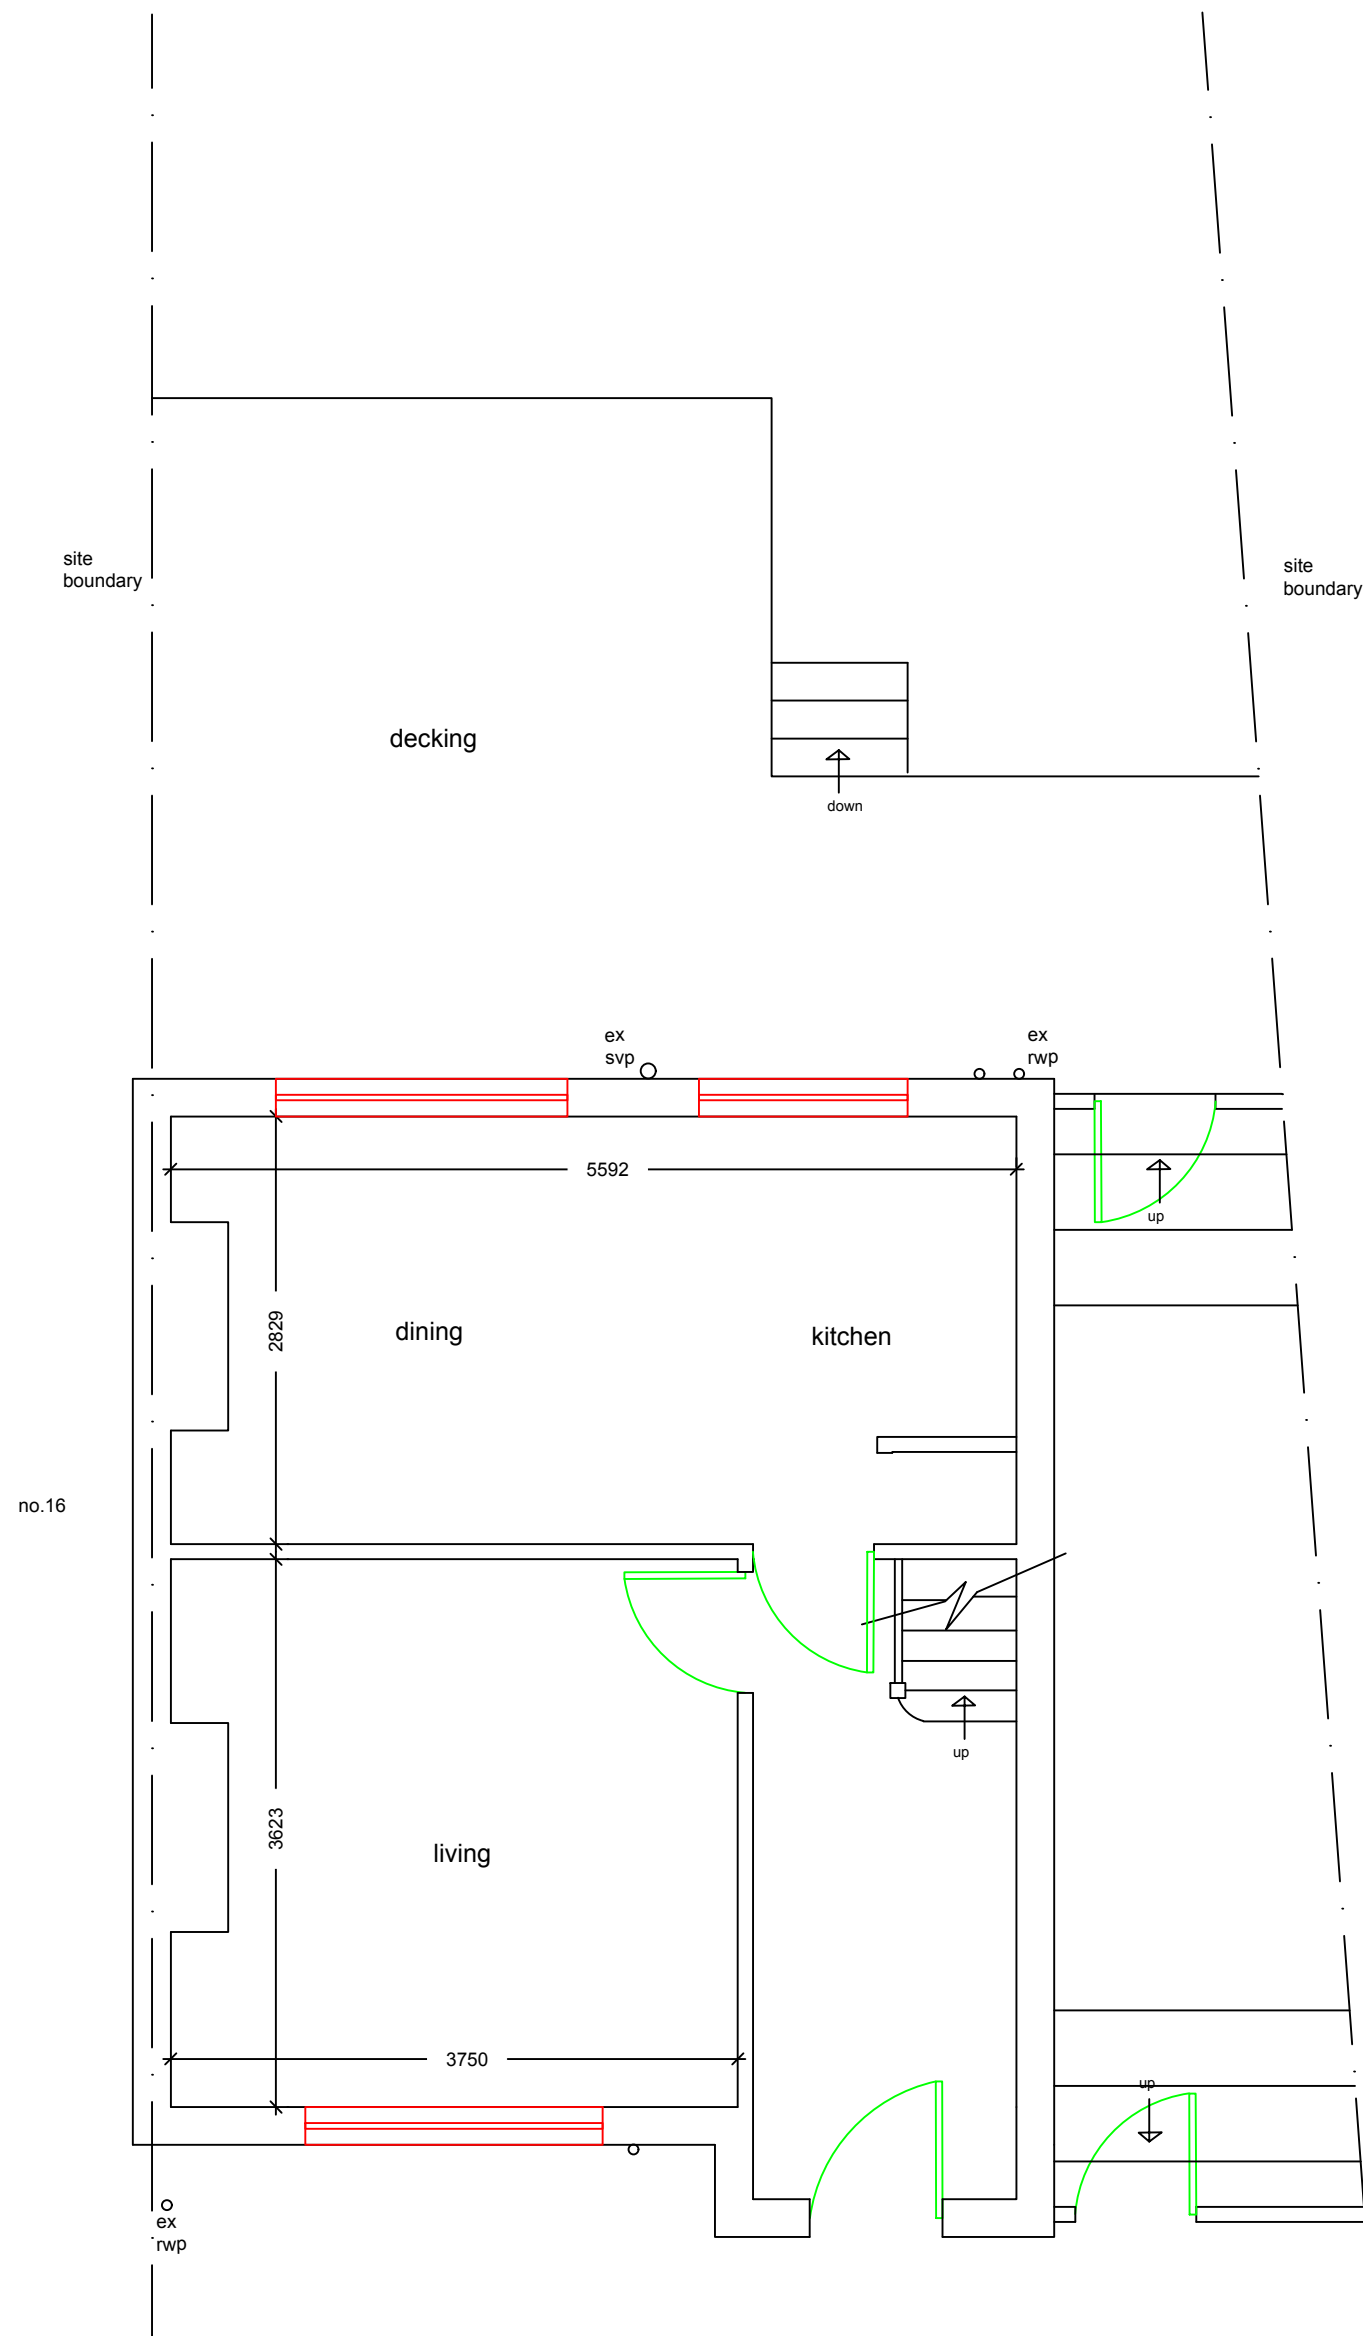 site
boundary
site
boundary
decking
down
ex
svp
ex
rwp
5592
up
2829
dining
kitchen
no.16
up
3623
living
3750
up
ex
rwp